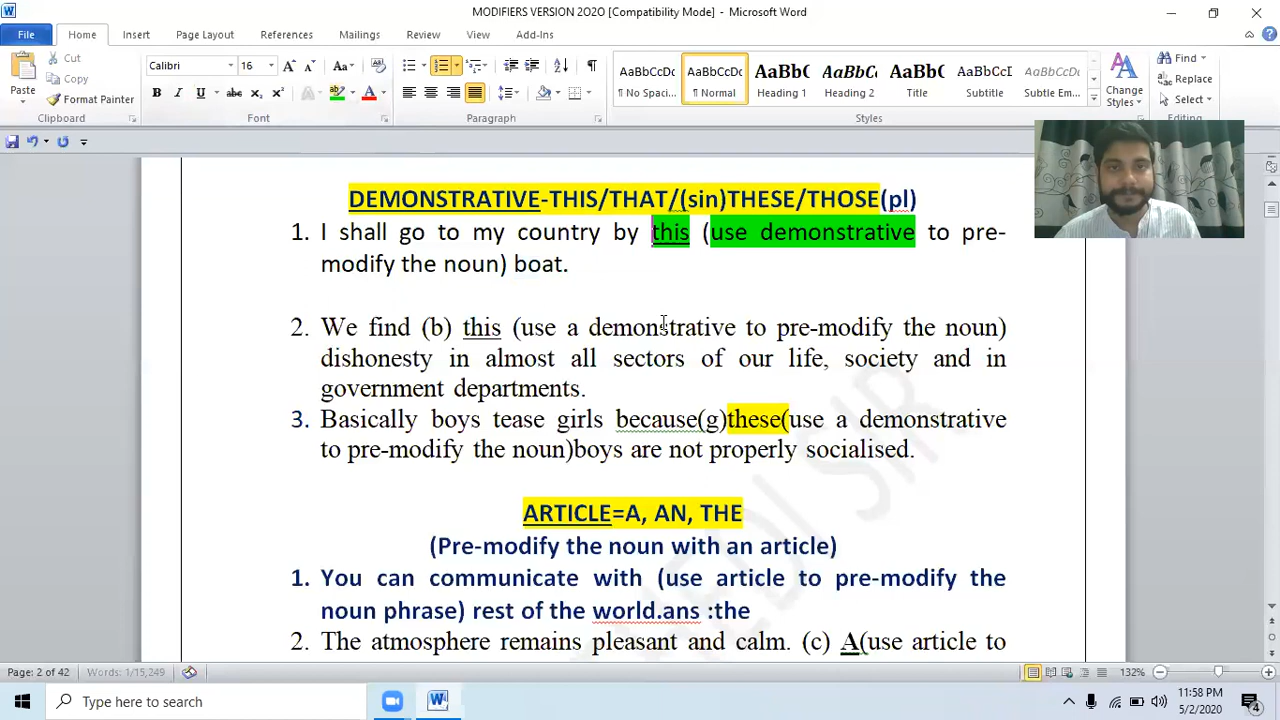 MODIFIERS VERSION 2020 [Compatibility Mode] - Microsoft Word
File Home Insert Page Layout References Mailings Review View Add-Ins
Paste Cut Copy Format Painter Clipboard
Calibri 16 Font
Paragraph
AaBbCcDc AaBbCcDc AaBbC AaBbCc AaBbC AaBbCcDc AaBbCcDc
¶ No Spaci... ¶ Normal Heading 1 Heading 2 Title Subtitle Subtle Em...
Styles
Change Styles
Find Replace Select Editing
DEMONSTRATIVE-THIS/THAT/(sin)THESE/THOSE(pl)
1. I shall go to my country by this (use demonstrative to pre-
modify the noun) boat.
2. We find (b) this (use a demonstrative to pre-modify the noun)
dishonesty in almost all sectors of our life, society and in
government departments.
3. Basically boys tease girls because(g)these(use a demonstrative
to pre-modify the noun)boys are not properly socialised.
ARTICLE=A, AN, THE
(Pre-modify the noun with an article)
1. You can communicate with (use article to pre-modify the
noun phrase) rest of the world.ans :the
2. The atmosphere remains pleasant and calm. (c) A(use article to
Page: 2 of 42 Words: 1/15,249 132%
Type here to search
11:58 PM
5/2/2020
4